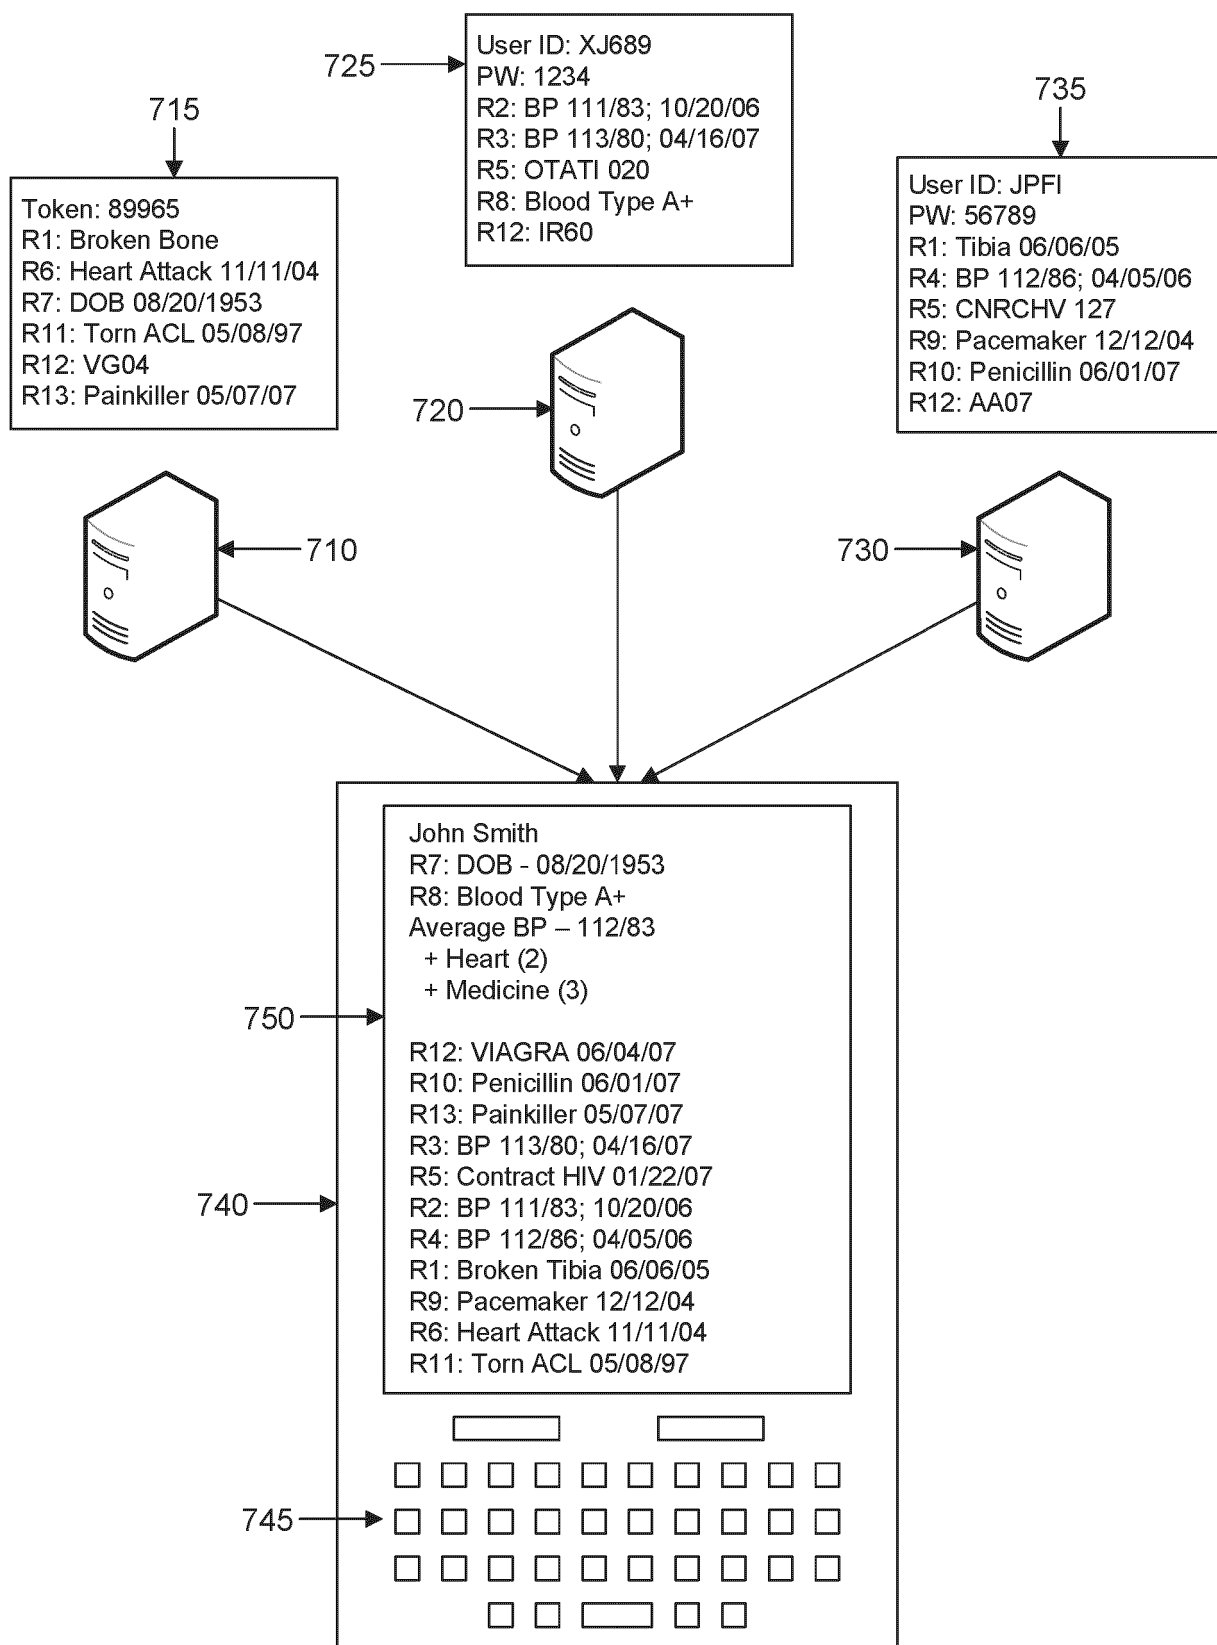 725
User ID: XJ689
PW: 1234
R2: BP 111/83; 10/20/06
R3: BP 113/80; 04/16/07
R5: OTATI 020
R8: Blood Type A+
R12: IR60
715
Token: 89965
R1: Broken Bone
R6: Heart Attack 11/11/04
R7: DOB 08/20/1953
R11: Torn ACL 05/08/97
R12: VG04
R13: Painkiller 05/07/07
735
User ID: JPFI
PW: 56789
R1: Tibia 06/06/05
R4: BP 112/86; 04/05/06
R5: CNRCHV 127
R9: Pacemaker 12/12/04
R10: Penicillin 06/01/07
R12: AA07
720
710
730
John Smith
R7: DOB - 08/20/1953
R8: Blood Type A+
Average BP – 112/83
+ Heart (2)
+ Medicine (3)
750
R12: VIAGRA 06/04/07
R10: Penicillin 06/01/07
R13: Painkiller 05/07/07
R3: BP 113/80; 04/16/07
R5: Contract HIV 01/22/07
R2: BP 111/83; 10/20/06
R4: BP 112/86; 04/05/06
R1: Broken Tibia 06/06/05
R9: Pacemaker 12/12/04
R6: Heart Attack 11/11/04
R11: Torn ACL 05/08/97
740
745